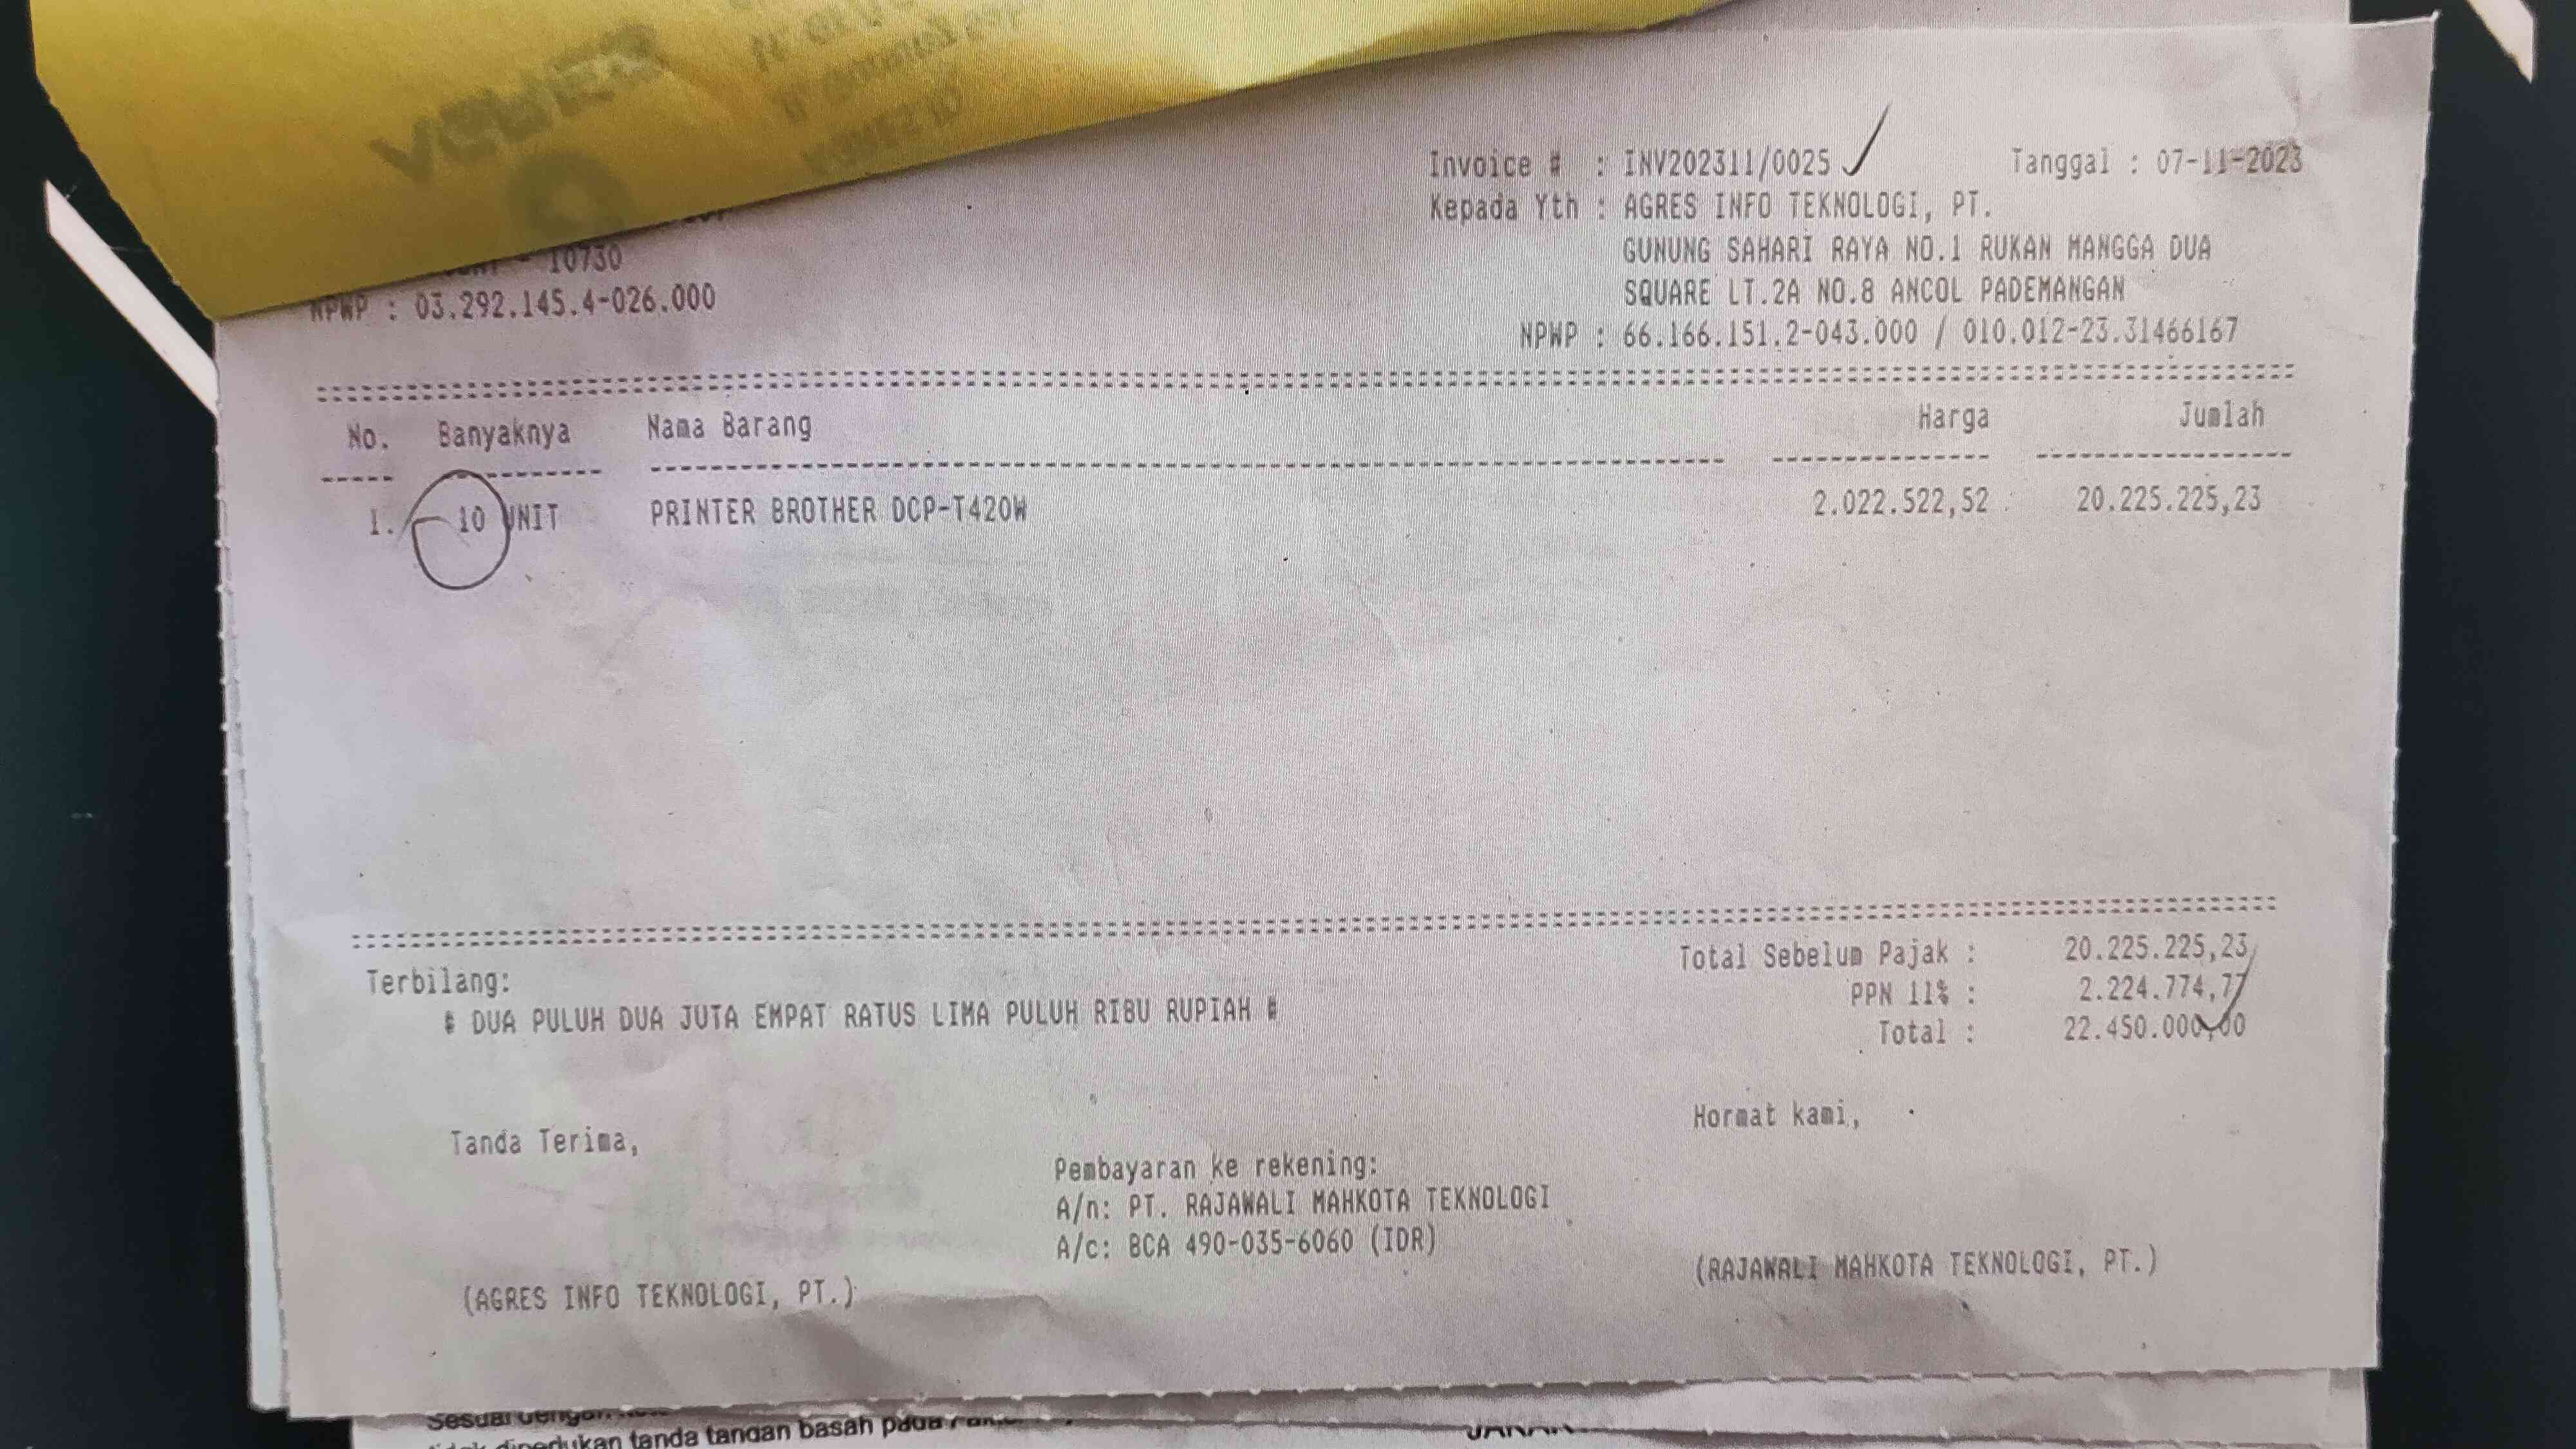 10730
NPWP : 03.292.145.4-026.000
Invoice # : INV202311/0025 Tanggal : 07-11-2023
Kepada Yth : AGRES INFO TEKNOLOGI, PT.
GUNUNG SAHARI RAYA NO.1 RUKAN MANGGA DUA
SQUARE LT.2A NO.8 ANCOL PADEMANGAN
NPWP : 66.166.151.2-043.000 / 010.012-23.31466167
No. Banyaknya Nama Barang Harga Jumlah
1. 10 UNIT PRINTER BROTHER DCP-T420W 2.022.522,52 20.225.225,23
Total Sebelum Pajak : 20.225.225,23
PPN 11% : 2.224.774,77
Total : 22.450.000,00
Terbilang:
# DUA PULUH DUA JUTA EMPAT RATUS LIMA PULUH RIBU RUPIAH #
Tanda Terima,
(AGRES INFO TEKNOLOGI, PT.)
Pembayaran ke rekening:
A/n: PT. RAJAWALI MAHKOTA TEKNOLOGI
A/c: BCA 490-035-6060 (IDR)
Hormat kami,
(RAJAWALI MAHKOTA TEKNOLOGI, PT.)
tanda tangan basah pada